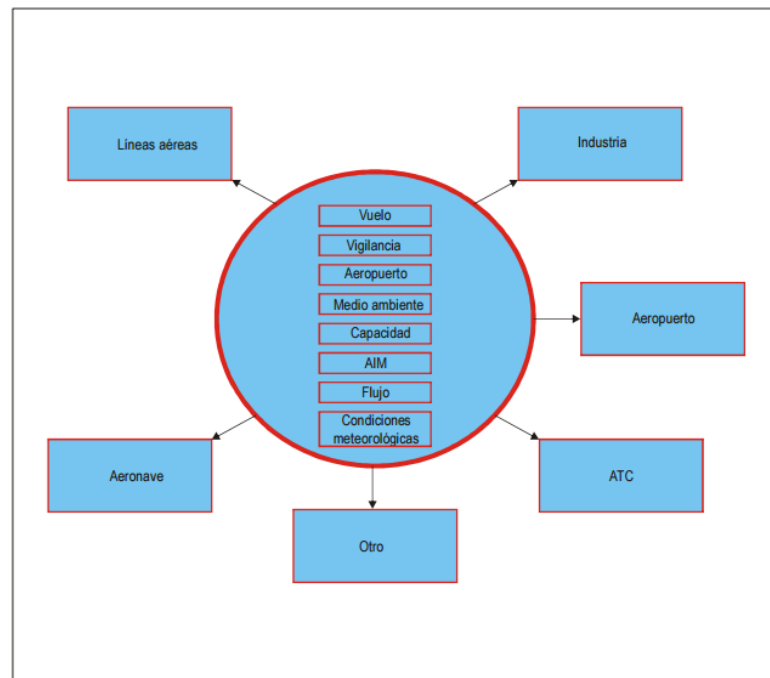 Líneas aéreas
Industria
Vuelo
Vigilancia
Aeropuerto
Medio ambiente
Capacidad
AIM
Flujo
Condiciones
meteorológicas
Aeropuerto
Aeronave
ATC
Otro